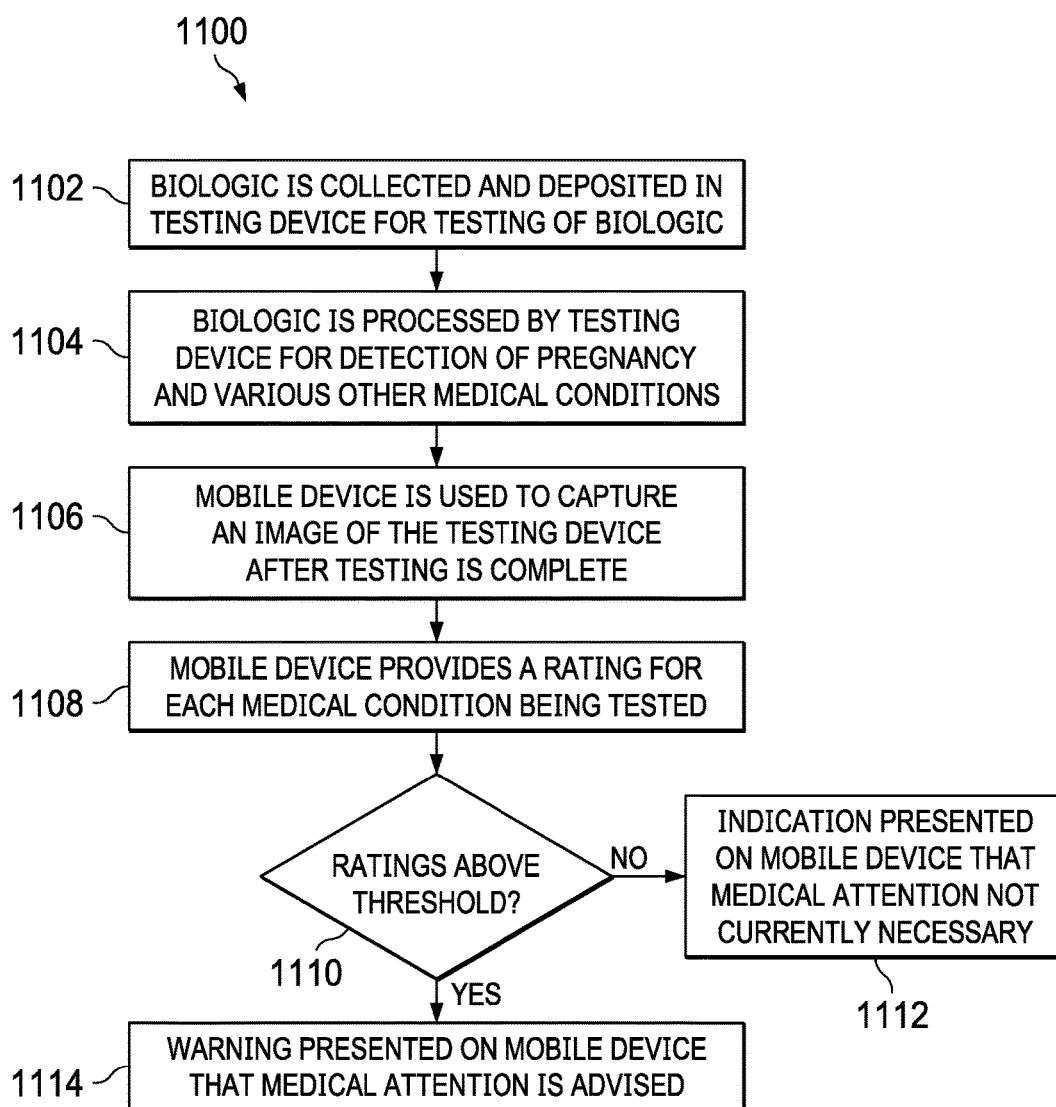 1100
1102
BIOLOGIC IS COLLECTED AND DEPOSITED IN
TESTING DEVICE FOR TESTING OF BIOLOGIC
1104
BIOLOGIC IS PROCESSED BY TESTING
DEVICE FOR DETECTION OF PREGNANCY
AND VARIOUS OTHER MEDICAL CONDITIONS
1106
MOBILE DEVICE IS USED TO CAPTURE
AN IMAGE OF THE TESTING DEVICE
AFTER TESTING IS COMPLETE
1108
MOBILE DEVICE PROVIDES A RATING FOR
EACH MEDICAL CONDITION BEING TESTED
RATINGS ABOVE
THRESHOLD?
1110
NO
INDICATION PRESENTED
ON MOBILE DEVICE THAT
MEDICAL ATTENTION NOT
CURRENTLY NECESSARY
1112
YES
1114
WARNING PRESENTED ON MOBILE DEVICE
THAT MEDICAL ATTENTION IS ADVISED